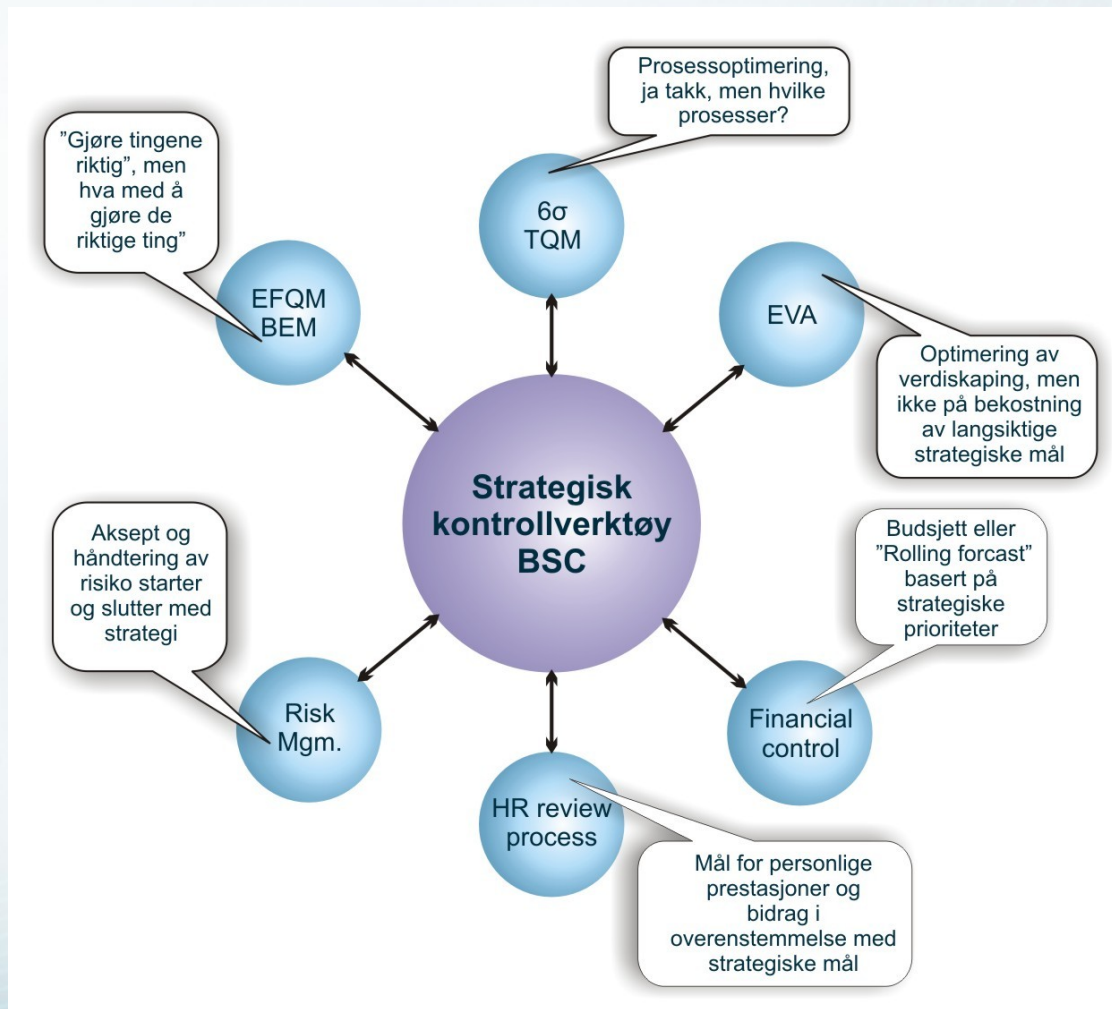 Prosessoptimering,
ja takk, men hvilke
prosesser?
”Gjøre tingene
riktig”, men
hva med å
gjøre de
riktige ting”
6σ
TQM
EFQM
BEM
EVA
Optimering av
verdiskaping, men
ikke på bekostning
av langsiktige
strategiske mål
Strategisk
kontrollverktøy
BSC
Aksept og
håndtering av
risiko starter
og slutter med
strategi
Budsjett eller
”Rolling forcast”
basert på
strategiske
prioriteter
Risk
Mgm.
Financial
control
HR review
process
Mål for personlige
prestasjoner og
bidrag i
overenstemmelse med
strategiske mål